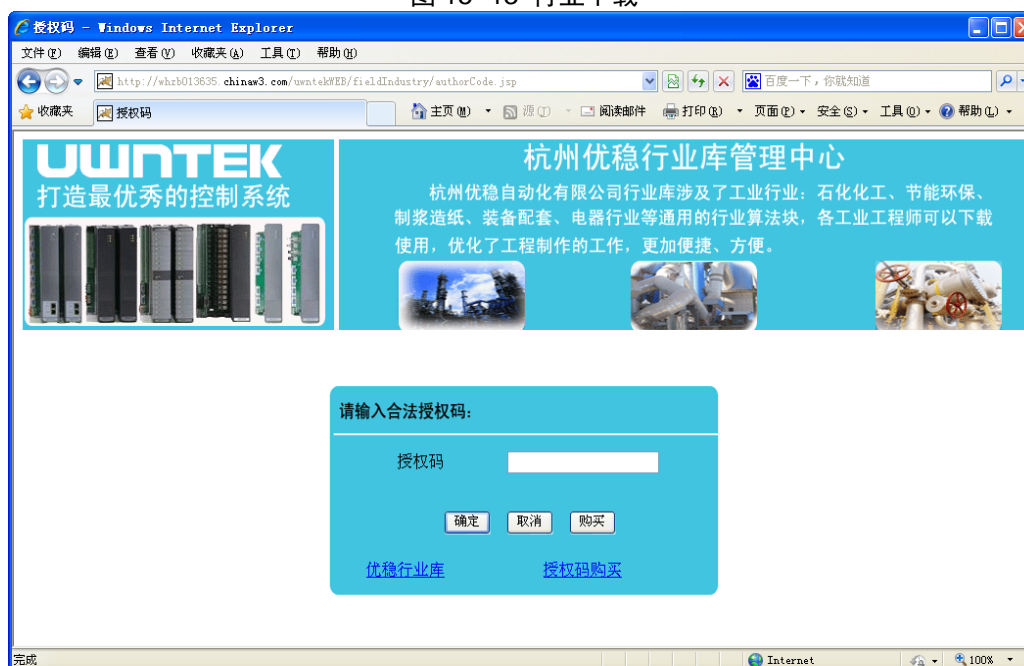 授权码 - Windows Internet Explorer
文件(F) 编辑(E) 查看(V) 收藏夹(A) 工具(T) 帮助(H)
http://whzb013635.chinaw3.com/uwntekWEB/fieldIndustry/authorCode.jsp 百度一下，你就知道
收藏夹 授权码 主页(M) 源(J) 阅读邮件 打印(R) 页面(P) 安全(S) 工具(O) 帮助(L)
UWNTEK
打造最优秀的控制系统
杭州优稳行业库管理中心
杭州优稳自动化有限公司行业库涉及了工业行业：石化化工、节能环保、
制浆造纸、装备配套、电器行业等通用的行业算法块，各工业工程师可以下载
使用，优化了工程制作的工作，更加便捷、方便。
请输入合法授权码:
授权码
确定 取消 购买
优稳行业库 授权码购买
完成 Internet 100%